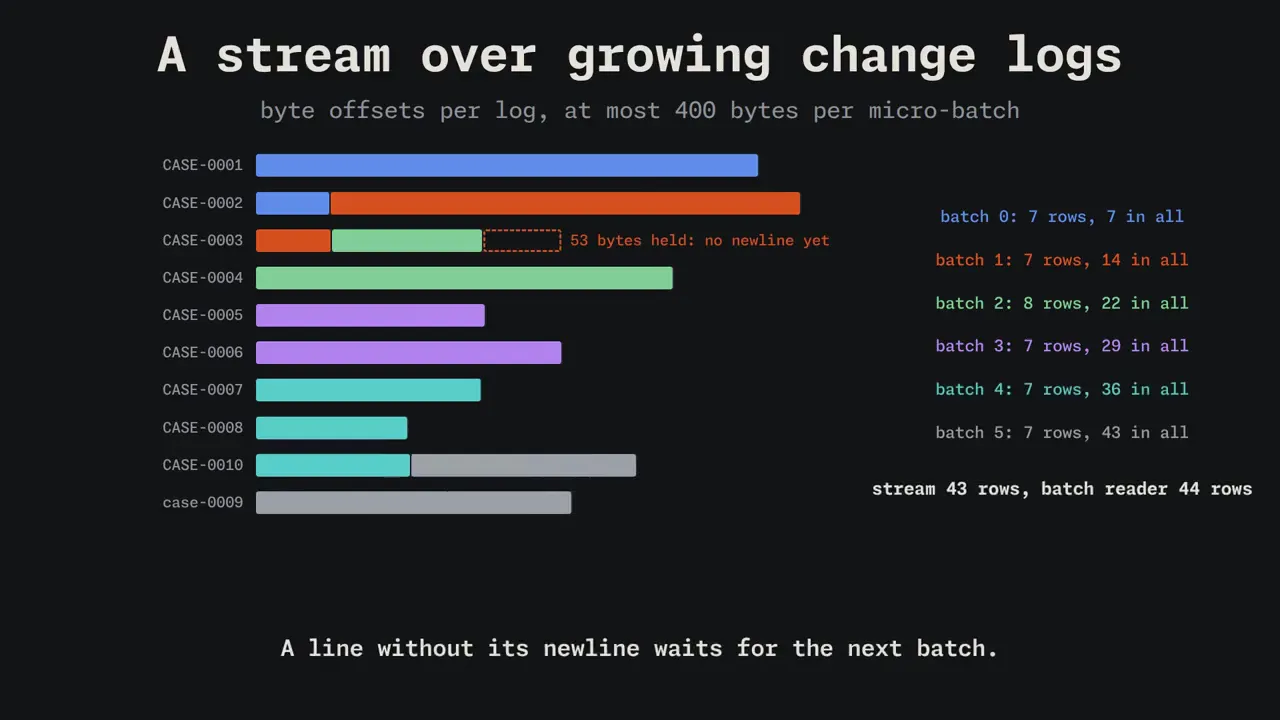 A stream over growing change logs
byte offsets per log, at most 400 bytes per micro-batch
CASE-0001
CASE-0002
CASE-0003
53 bytes held: no newline yet
CASE-0004
CASE-0005
CASE-0006
CASE-0007
CASE-0008
CASE-0010
case-0009
batch 0: 7 rows, 7 in all
batch 1: 7 rows, 14 in all
batch 2: 8 rows, 22 in all
batch 3: 7 rows, 29 in all
batch 4: 7 rows, 36 in all
batch 5: 7 rows, 43 in all
stream 43 rows, batch reader 44 rows
A line without its newline waits for the next batch.